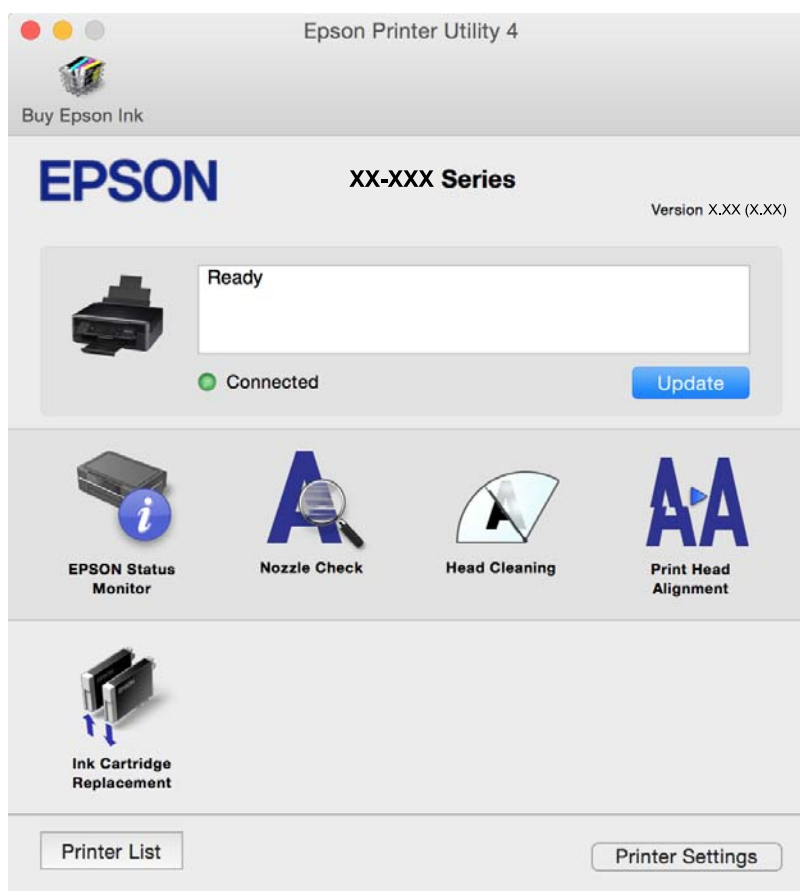 Epson Printer Utility 4
Buy Epson Ink
EPSON
XX-XXX Series
Version X.XX (X.XX)
Ready
Connected
Update
EPSON Status
Monitor
Nozzle Check
Head Cleaning
Print Head
Alignment
Ink Cartridge
Replacement
Printer List
Printer Settings